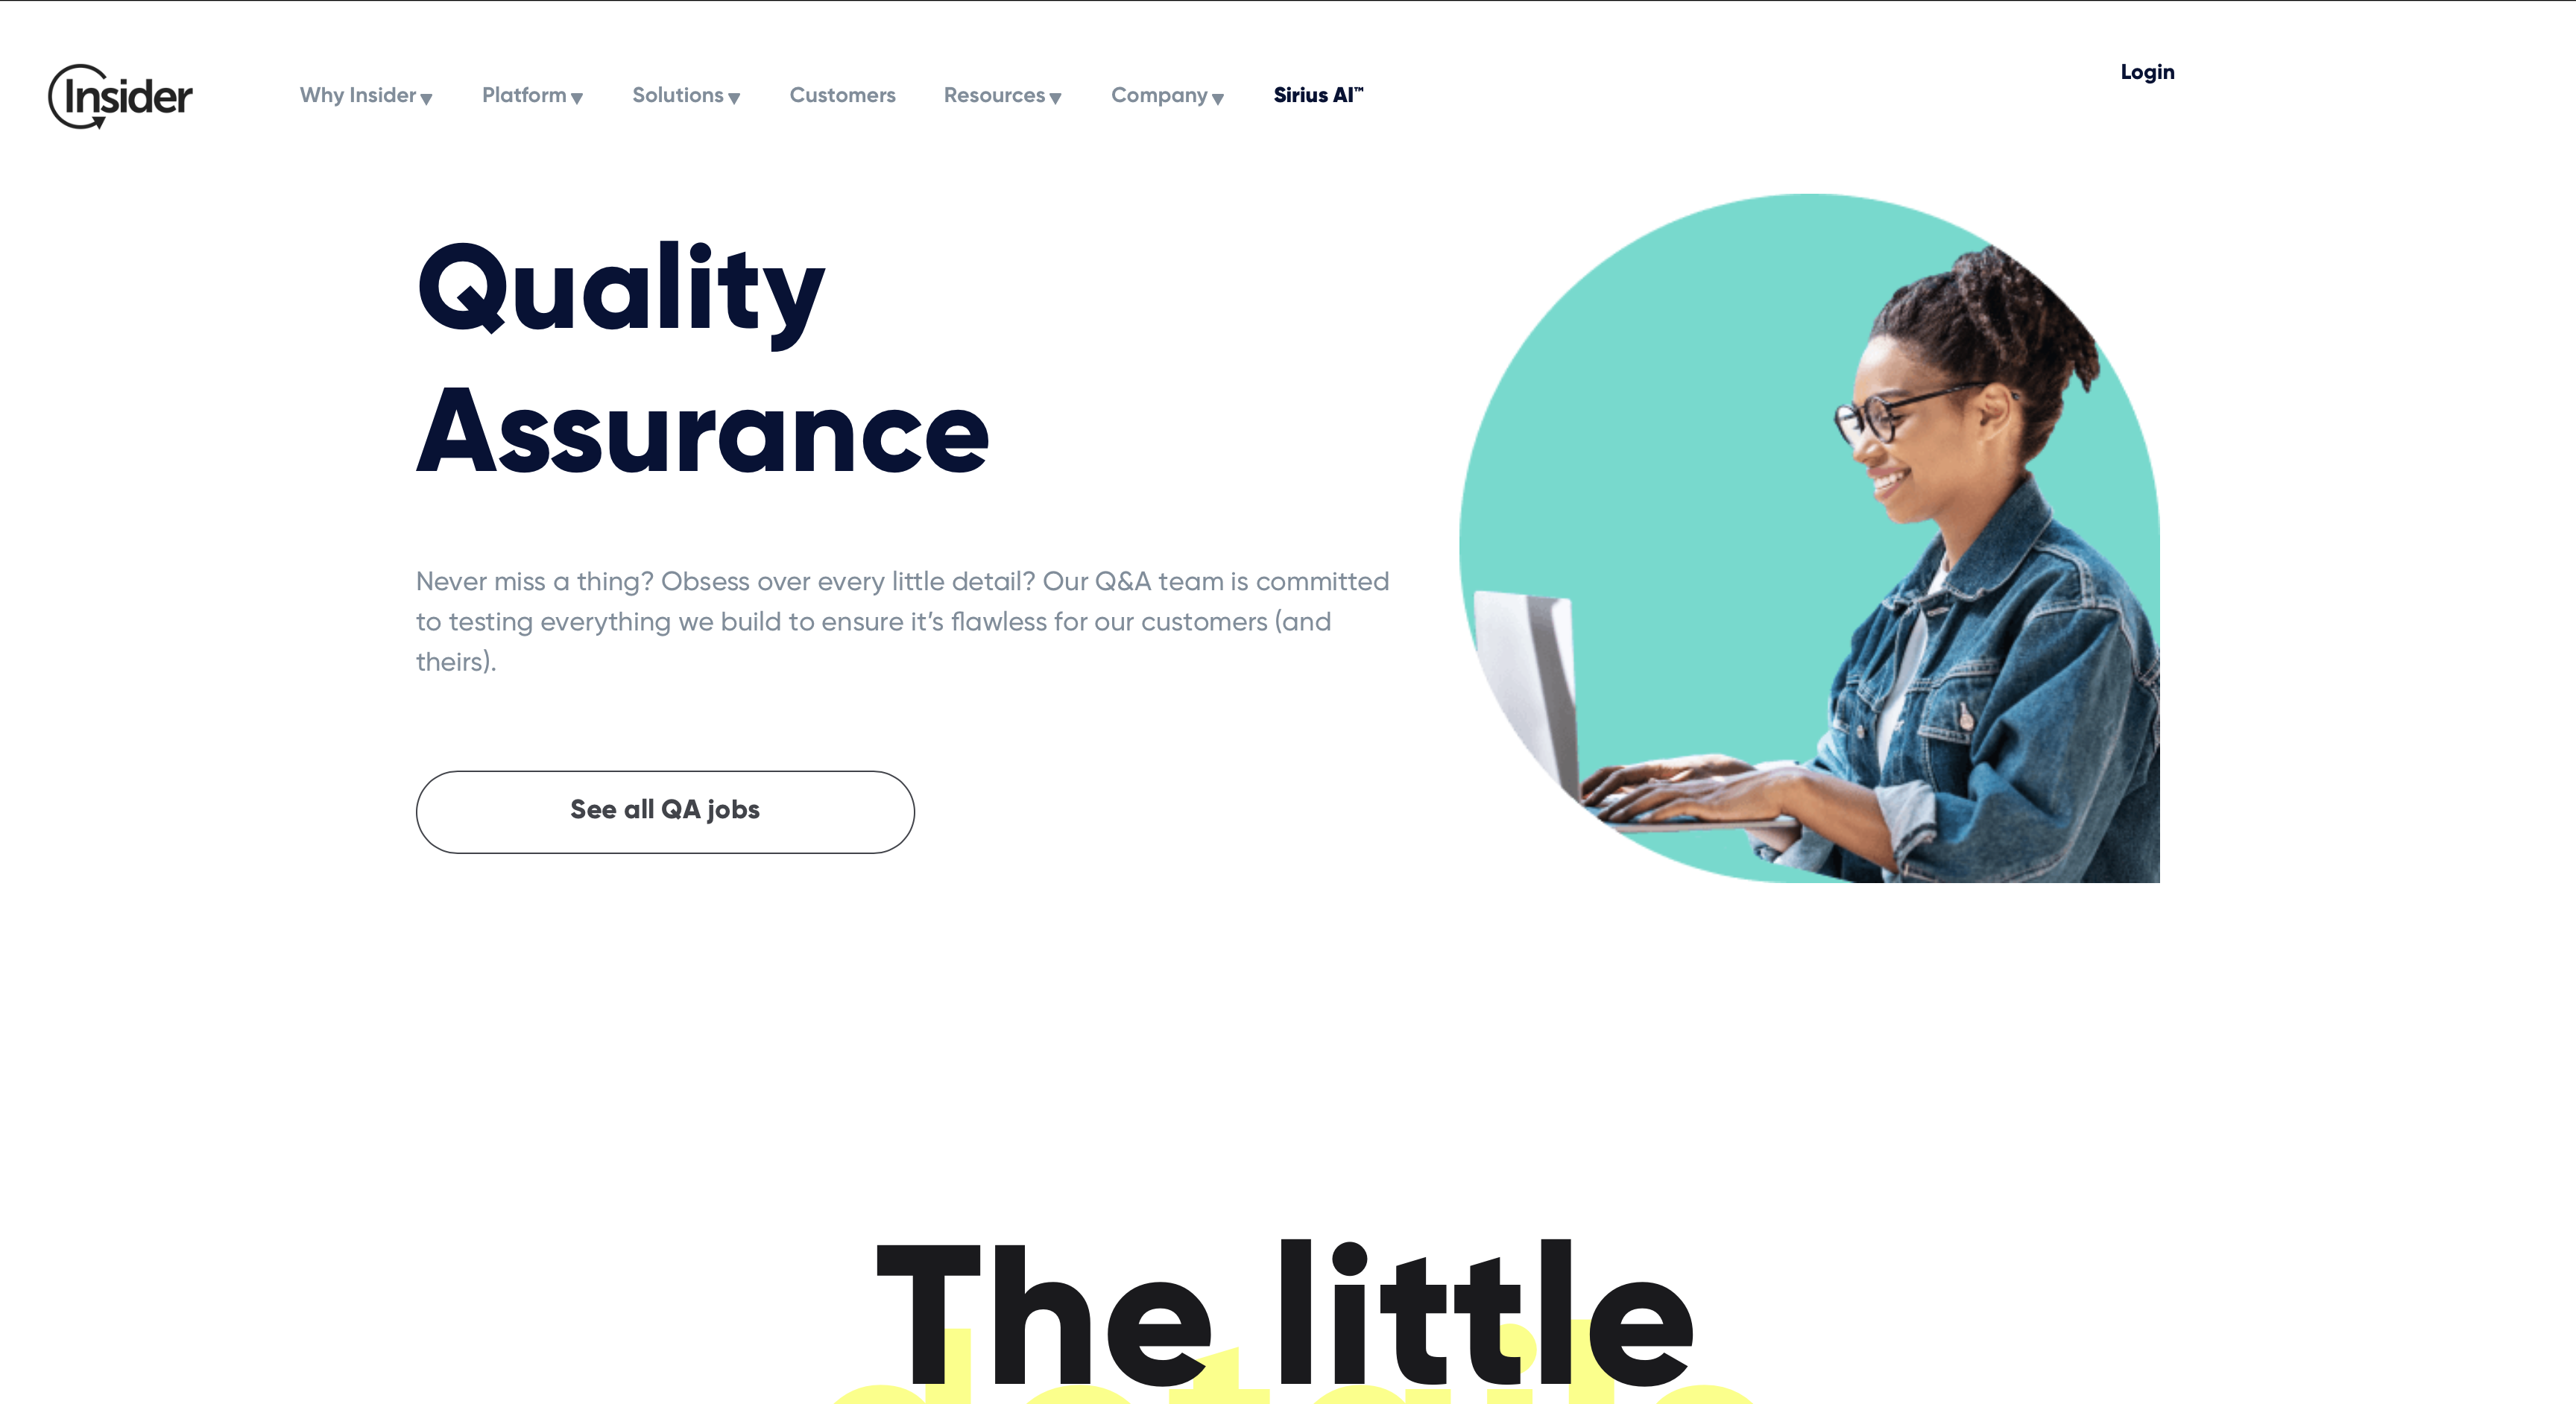 Insider
Why Insider
Platform
Solutions
Customers
Resources
Company
Sirius AI™
Login
Quality
Assurance
Never miss a thing? Obsess over every little detail? Our Q&A team is committed
to testing everything we build to ensure it’s flawless for our customers (and
theirs).
See all QA jobs
The little